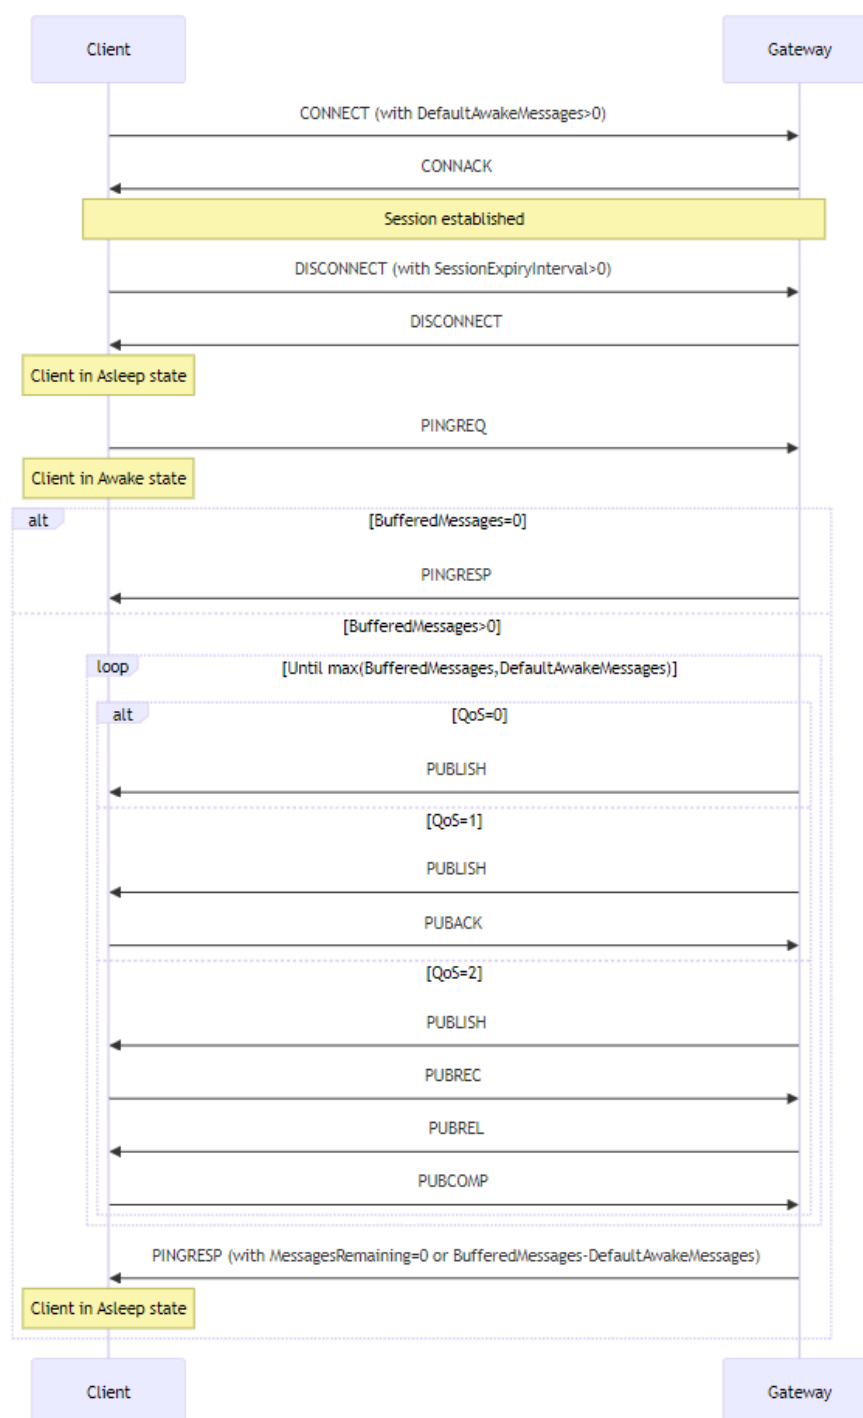 Client Gateway
CONNECT (with DefaultAwakeMessages>0)
CONNACK
Session established
DISCONNECT (with SessionExpiryInterval>0)
DISCONNECT
Client in Asleep state
PINGREQ
Client in Awake state
alt [BufferedMessages=0]
PINGRESP
[BufferedMessages>0]
loop [Until max(BufferedMessages,DefaultAwakeMessages)]
alt [QoS=0]
PUBLISH
[QoS=1]
PUBLISH
PUBACK
[QoS=2]
PUBLISH
PUBREC
PUBREL
PUBCOMP
PINGRESP (with MessagesRemaining=0 or BufferedMessages-DefaultAwakeMessages)
Client in Asleep state
Client Gateway